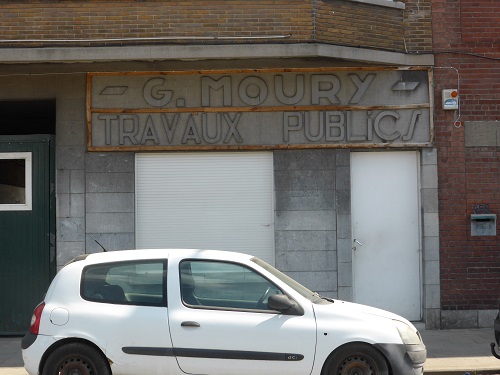 - G. MOURY -
TRAVAUX PUBLICS